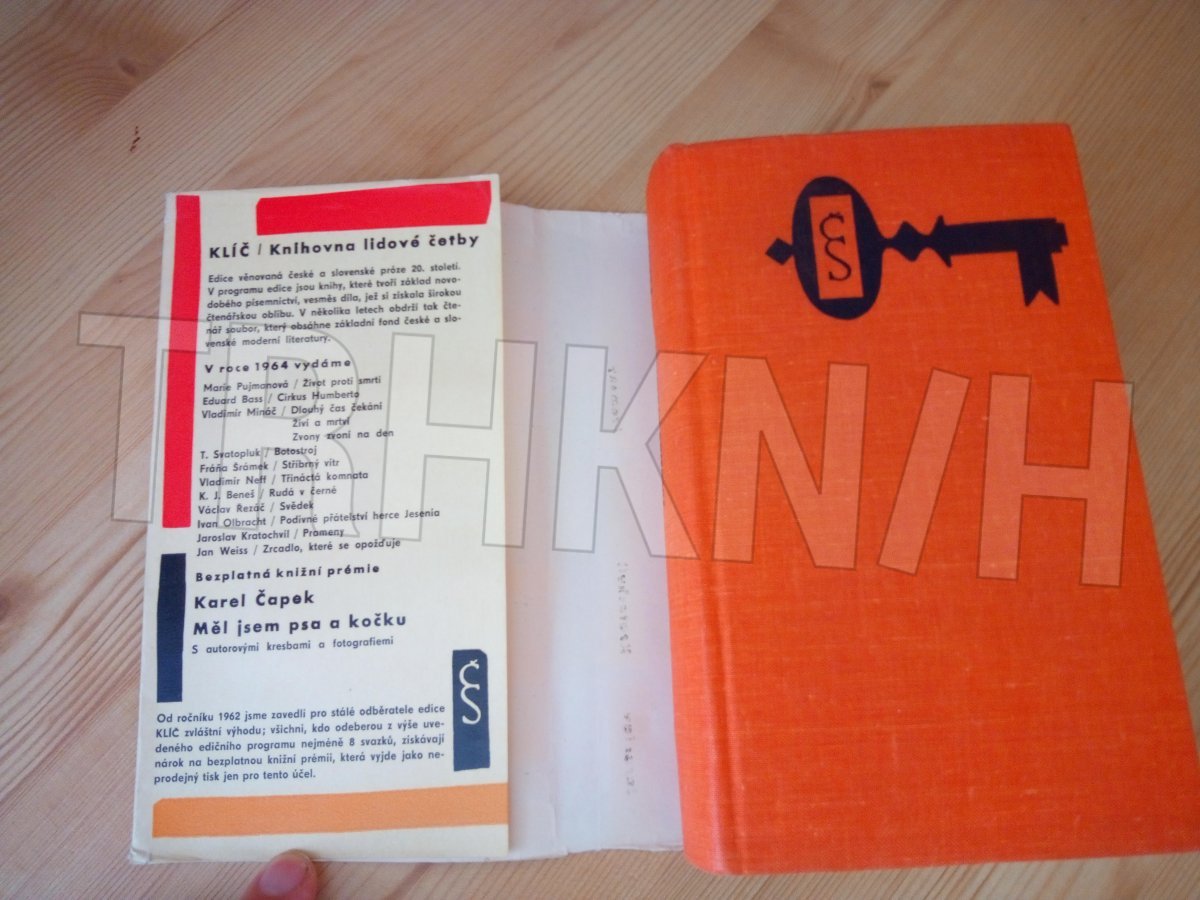 KLÍČ / Knihovna lidové četby
Edice věnovaná české a slovenské próze 20. století.
V programu edice jsou knihy, které tvoří základ novo-
dobého písemnictví, vesměs díla, jež si získala širokou
čtenářskou oblibu. V několika letech obdrží tak čte-
nář soubor, který obsáhne základní fond české a slo-
venské moderní literatury.
V roce 1964 vydáme
Marie Pujmanová / Život proti smrti
Eduard Bass / Cirkus Humberto
Vladimír Mináč / Dlouhý čas čekání
Živí a mrtví
Zvony zvoní na den
T. Svatopluk / Botostroj
Fráňa Šrámek / Stříbrný vítr
Vladimír Neff / Třináctá komnata
K. J. Beneš / Rudá v černé
Václav Řezáč / Svědek
Ivan Olbracht / Podivné přátelství herce Jesenia
Jaroslav Kratochvíl / Prameny
Jan Weiss / Zrcadlo, které se opožďuje
Bezplatná knižní prémie
Karel Čapek
Měl jsem psa a kočku
S autorovými kresbami a fotografiemi
ČS
Od ročníku 1962 jsme zavedli pro stálé odběratele edice
KLÍČ zvláštní výhodu; všichni, kdo odeberou z výše uve-
deného edičního programu nejméně 8 svazků, získávají
nárok na bezplatnou knižní prémii, která vyjde jako ne-
prodejný tisk jen pro tento účel.
ČS
TRHKNIH